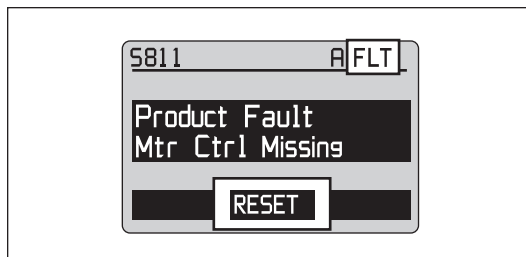 S811 A FLT
Product Fault
Mtr Ctrl Missing
RESET